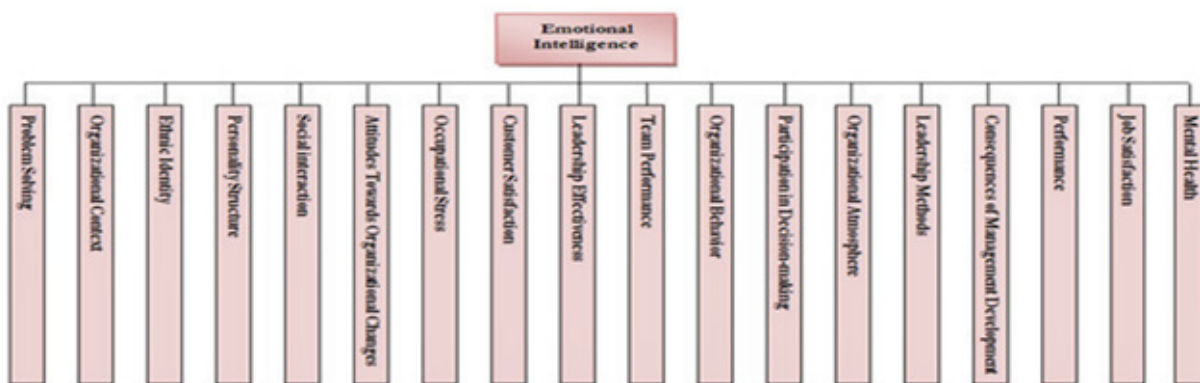 Emotional
Intelligence
Problem Solving
Organizational Context
Ethnic Identity
Personality Structure
Social interaction
Attitudes Towards Organizational Changes
Occupational Stress
Customer Satisfaction
Leadership Effectiveness
Team Performance
Organizational Behavior
Participation in Decision-making
Organizational Atmosphere
Leadership Methods
Consequences of Management Development
Performance
Job Satisfaction
Mental Health